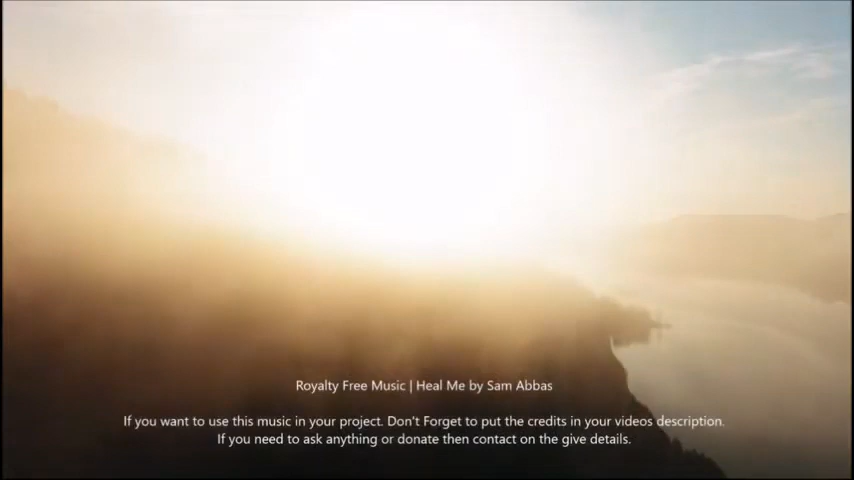 Royalty Free Music | Heal Me by Sam Abbas
If you want to use this music in your project. Don't Forget to put the credits in your videos description.
If you need to ask anything or donate then contact on the give details.